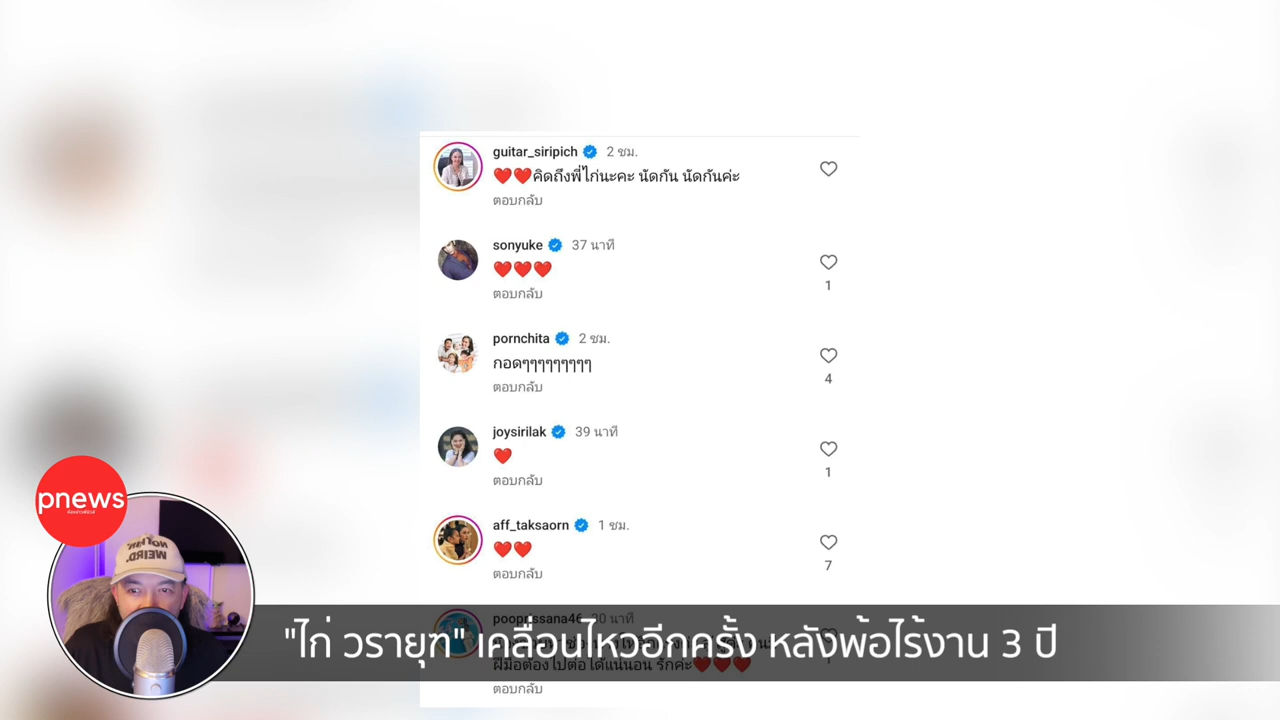 guitar_siripich 2 ชม.
❤️❤️คิดถึงพี่ไก่นะคะ นัดกัน นัดกันค่ะ
ตอบกลับ
sonyuke 37 นาที
❤️❤️❤️
1
ตอบกลับ
pornchita 2 ชม.
กอดๆๆๆๆๆๆๆๆ
4
ตอบกลับ
joysirilak 39 นาที
❤️
1
ตอบกลับ
aff_taksaorn 1 ชม.
❤️❤️
7
ตอบกลับ
pnews
NOTHIN'
WEIRD.
"ไก่ วรายุฑ" เคลื่อนไหวอีกครั้ง หลังพ้อไร้งาน 3 ปี
ฝีมือต้องไปต่อได้แน่นอน รักค่ะ❤️❤️❤️
ตอบกลับ